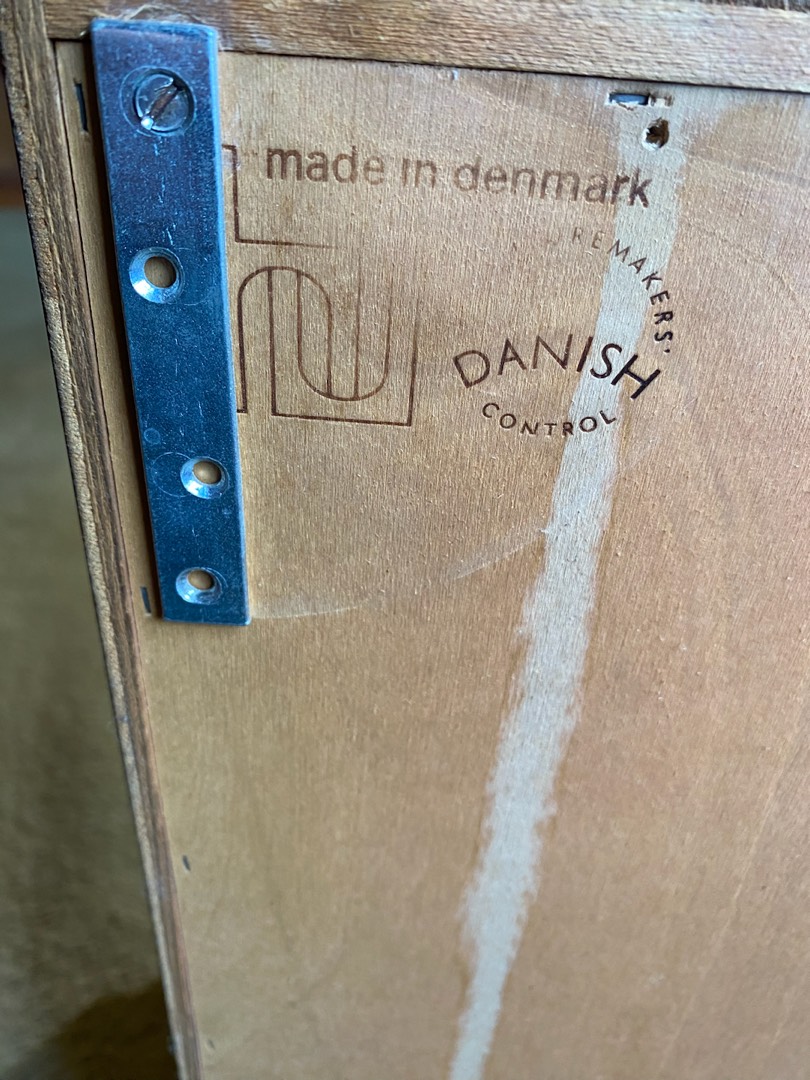 made in denmark
REMAKERS'
DANISH
CONTROL